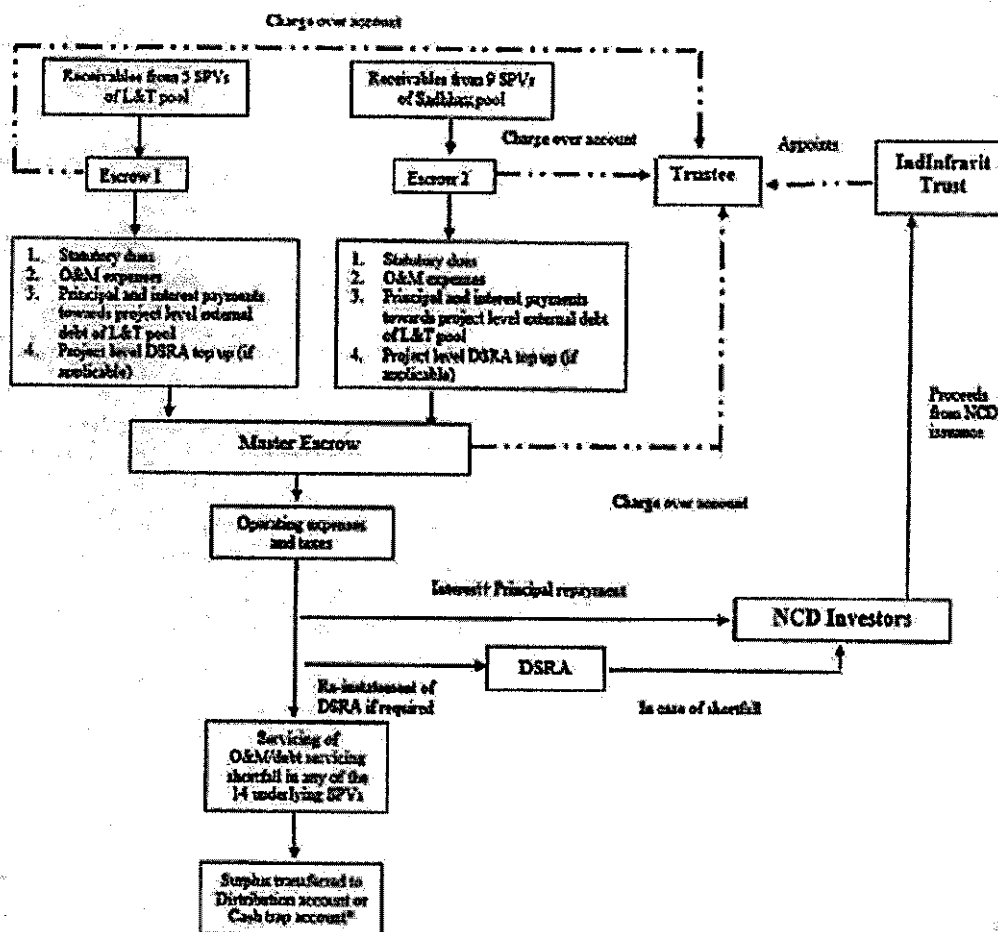 Charge over account
Receivables from 5 SPVs
of L&T pool
Receivables from 9 SPVs
of Sadbhav pool
Charge over account
Appoints
IndInfravit
Trust
Escrow 1
Escrow 2
Trustee
1. Statutory dues
2. O&M expenses
3. Principal and interest payments
towards project level external
debt of L&T pool
4. Project level DSRA top up (if
applicable)
1. Statutory dues
2. O&M expenses
3. Principal and interest payments
towards project level external debt
of L&T pool
4. Project level DSRA top up (if
applicable)
Proceeds
from NCD
issuance
Master Escrow
Charge over account
Operating expenses
and taxes
Interest+ Principal repayment
NCD Investors
DSRA
Re-instatement of
DSRA if required
In case of shortfall
Servicing of
O&M/debt servicing
shortfall in any of the
14 underlying SPVs
Surplus transferred to
Distribution account or
Cash trap account*